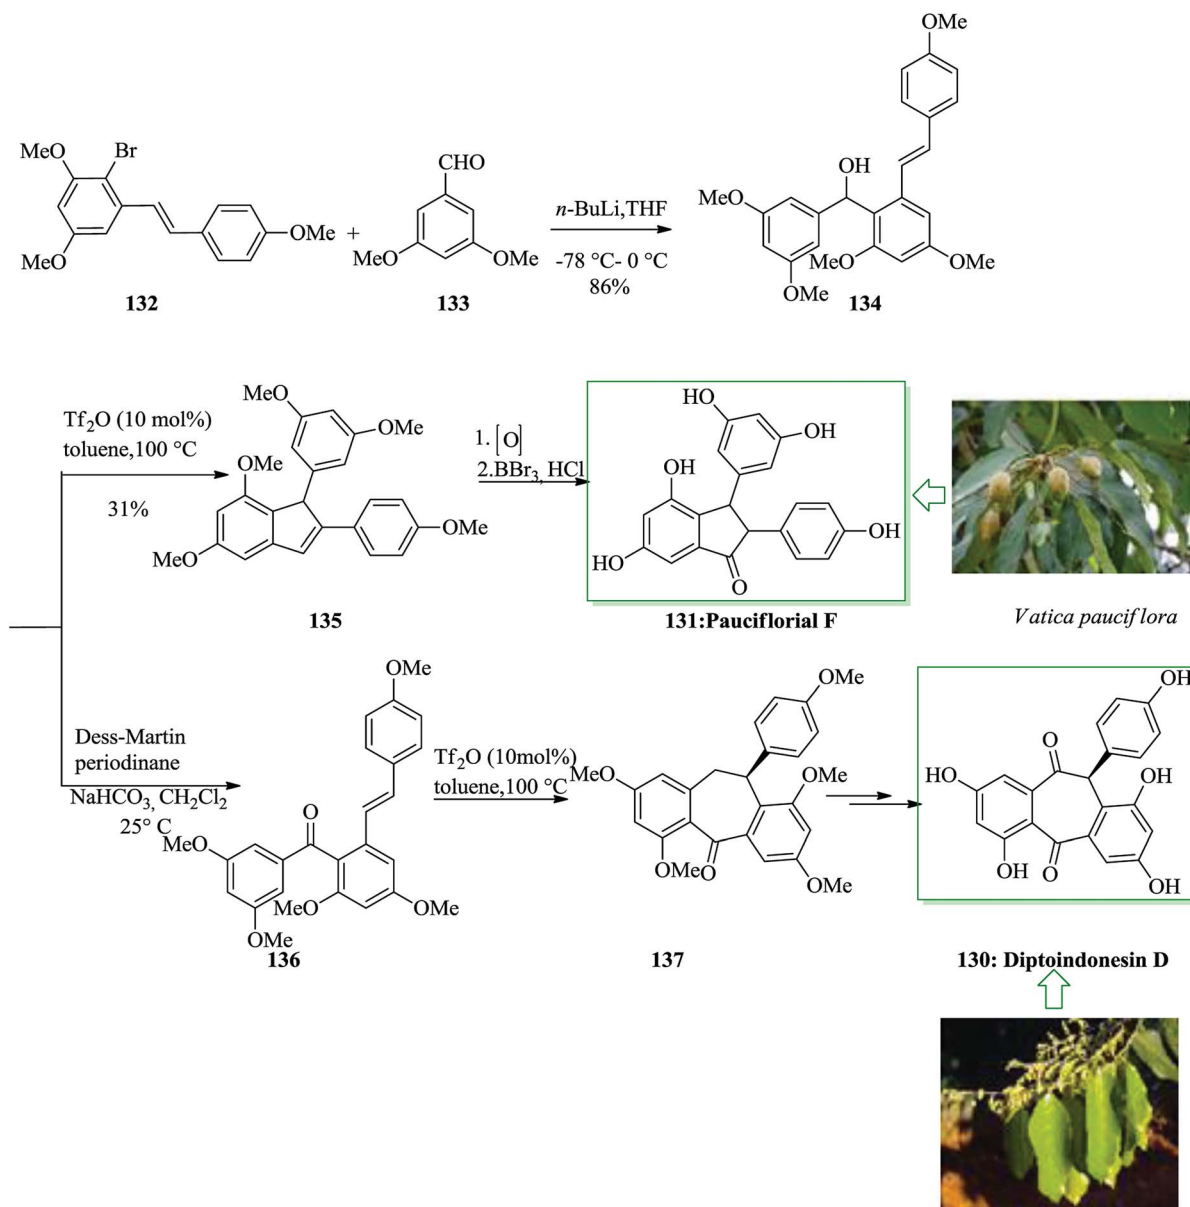 OMe
MeO
Br
OMe
MeO
132
+
CHO
MeO
OMe
133
n-BuLi,THF
-78 °C- 0 °C
86%
OMe
OH
MeO
MeO
OMe
OMe
134
Tf₂O (10 mol%)
toluene,100 °C
31%
MeO
OMe
OMe
OMe
MeO
135
1.[O]
2.BBr₃, HCl
HO
OH
OH
OH
HO
O
131:Pauciflorial F
Vatica pauciflora
Dess-Martin
periodinane
NaHCO₃, CH₂Cl₂
25° C
OMe
O
MeO
MeO
OMe
OMe
136
Tf₂O (10mol%)
toluene,100 °C
OMe
MeO
OMe
OMe
O
OMe
137
OH
O
HO
OH
OH
O
OH
130: Diptoindonesin D